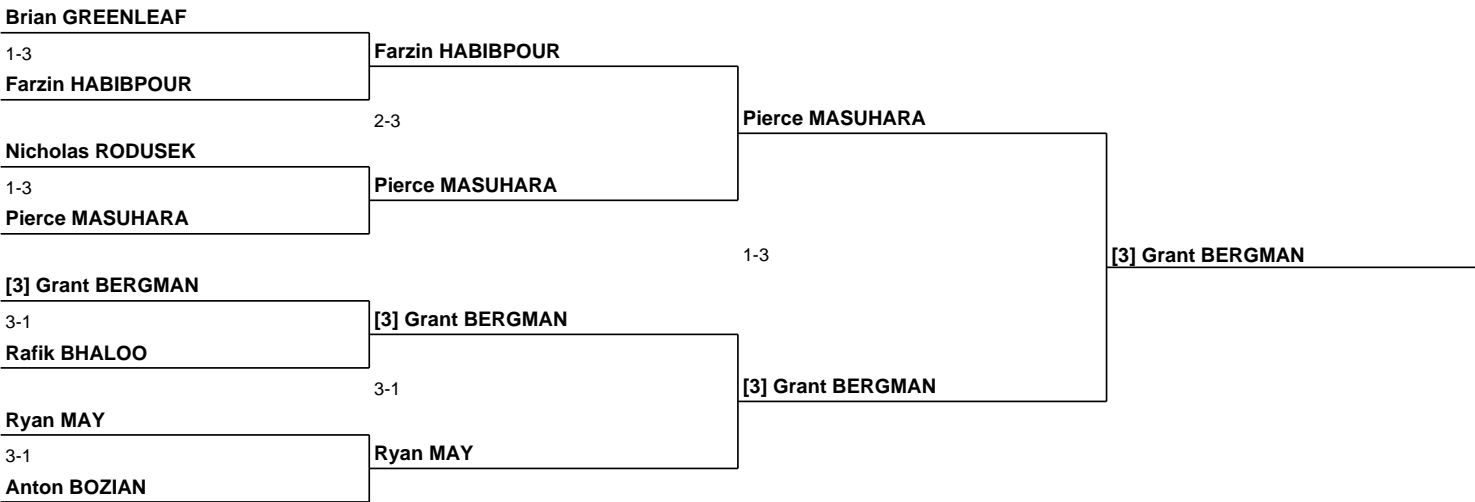 Brian GREENLEAF
1-3
Farzin HABIBPOUR
Farzin HABIBPOUR
2-3
Pierce MASUHARA
Nicholas RODUSEK
1-3
Pierce MASUHARA
Pierce MASUHARA
1-3
[3] Grant BERGMAN
[3] Grant BERGMAN
3-1
[3] Grant BERGMAN
Rafik BHALOO
3-1
[3] Grant BERGMAN
Ryan MAY
3-1
Ryan MAY
Anton BOZIAN